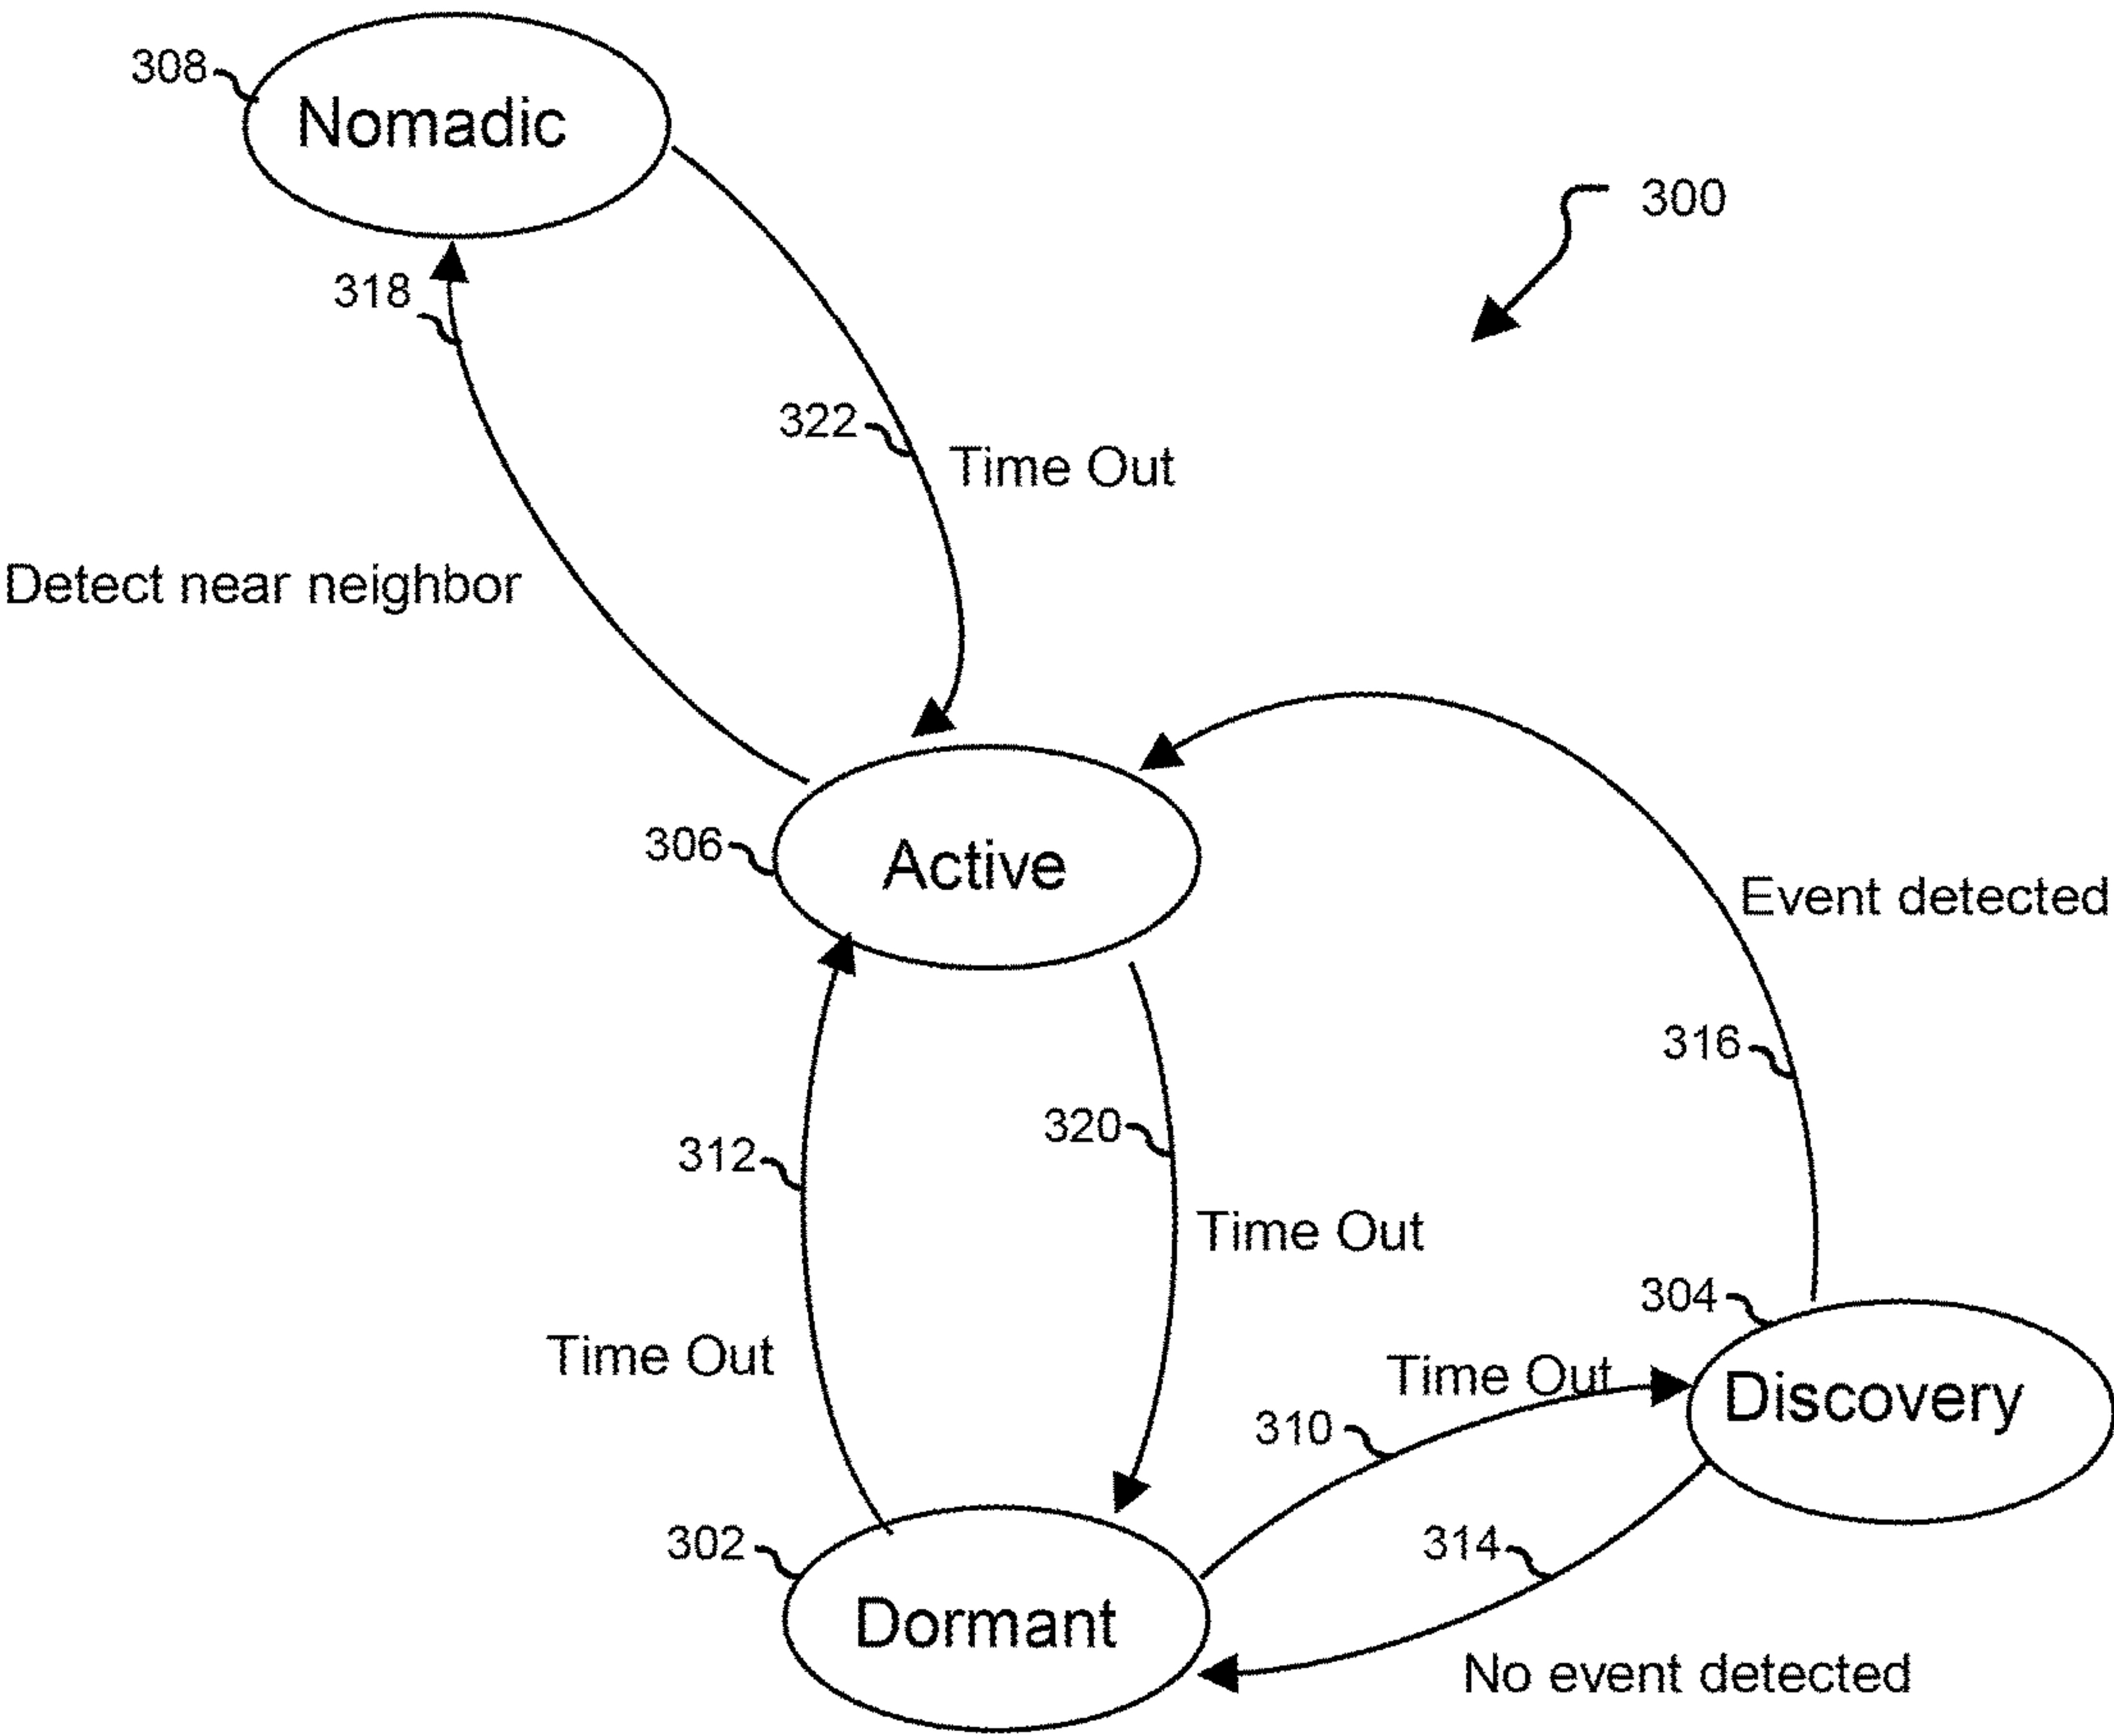 308
Nomadic
300
318
322
Time Out
Detect near neighbor
306
Active
Event detected
316
320
312
Time Out
304
Time Out
Time Out
Discovery
310
302
314
Dormant
No event detected